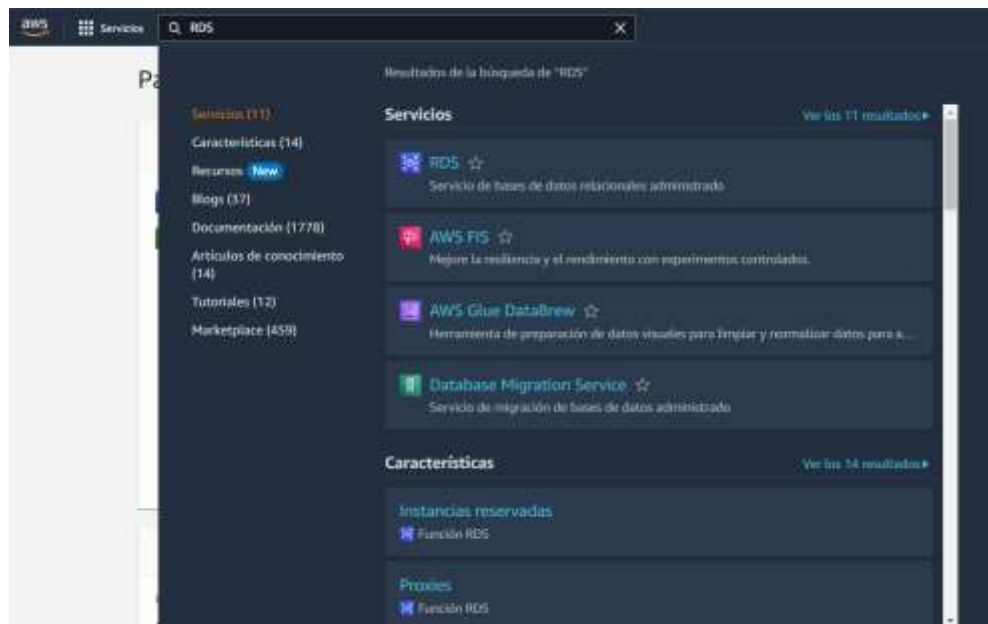 aws
Servicios
RDS
Pa
Resultados de la búsqueda de "RDS"
Servicios (11)
Características (14)
Recursos New
Blogs (37)
Documentación (1778)
Artículos de conocimiento
(14)
Tutoriales (12)
Marketplace (459)
Servicios
Ver los 11 resultados
RDS
Servicio de bases de datos relacionales administrado
AWS FIS
Mejore la resiliencia y el rendimiento con experimentos controlados.
AWS Glue DataBrew
Herramienta de preparación de datos visuales para limpiar y normalizar datos para a...
Database Migration Service
Servicio de migración de bases de datos administrado
Características
Ver los 14 resultados
Instancias reservadas
Función RDS
Proxies
Función RDS